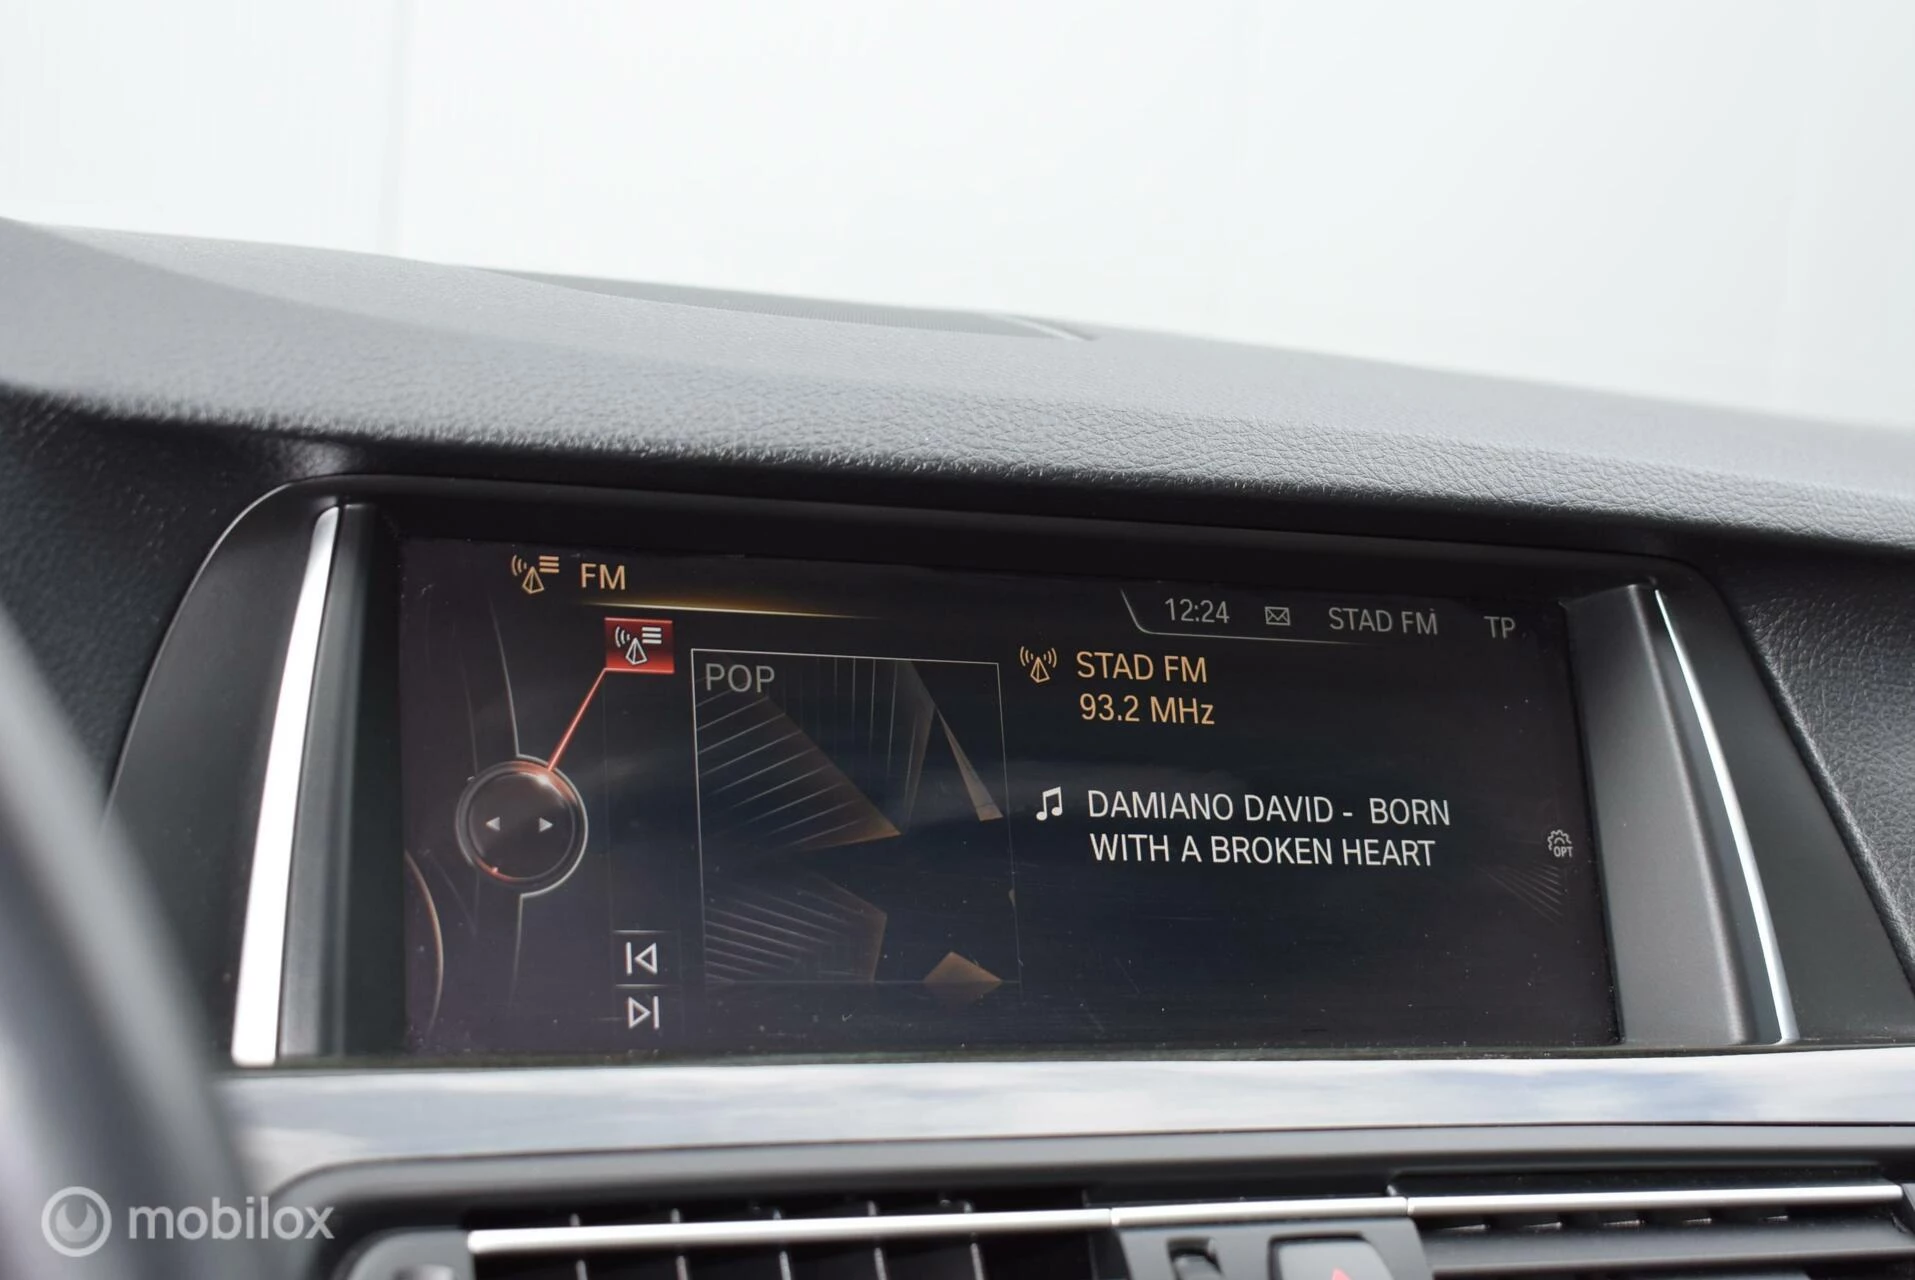 FM
12:24 STAD FM TP
POP
STAD FM
93.2 MHz
DAMIANO DAVID - BORN
WITH A BROKEN HEART
OPT
mobilox